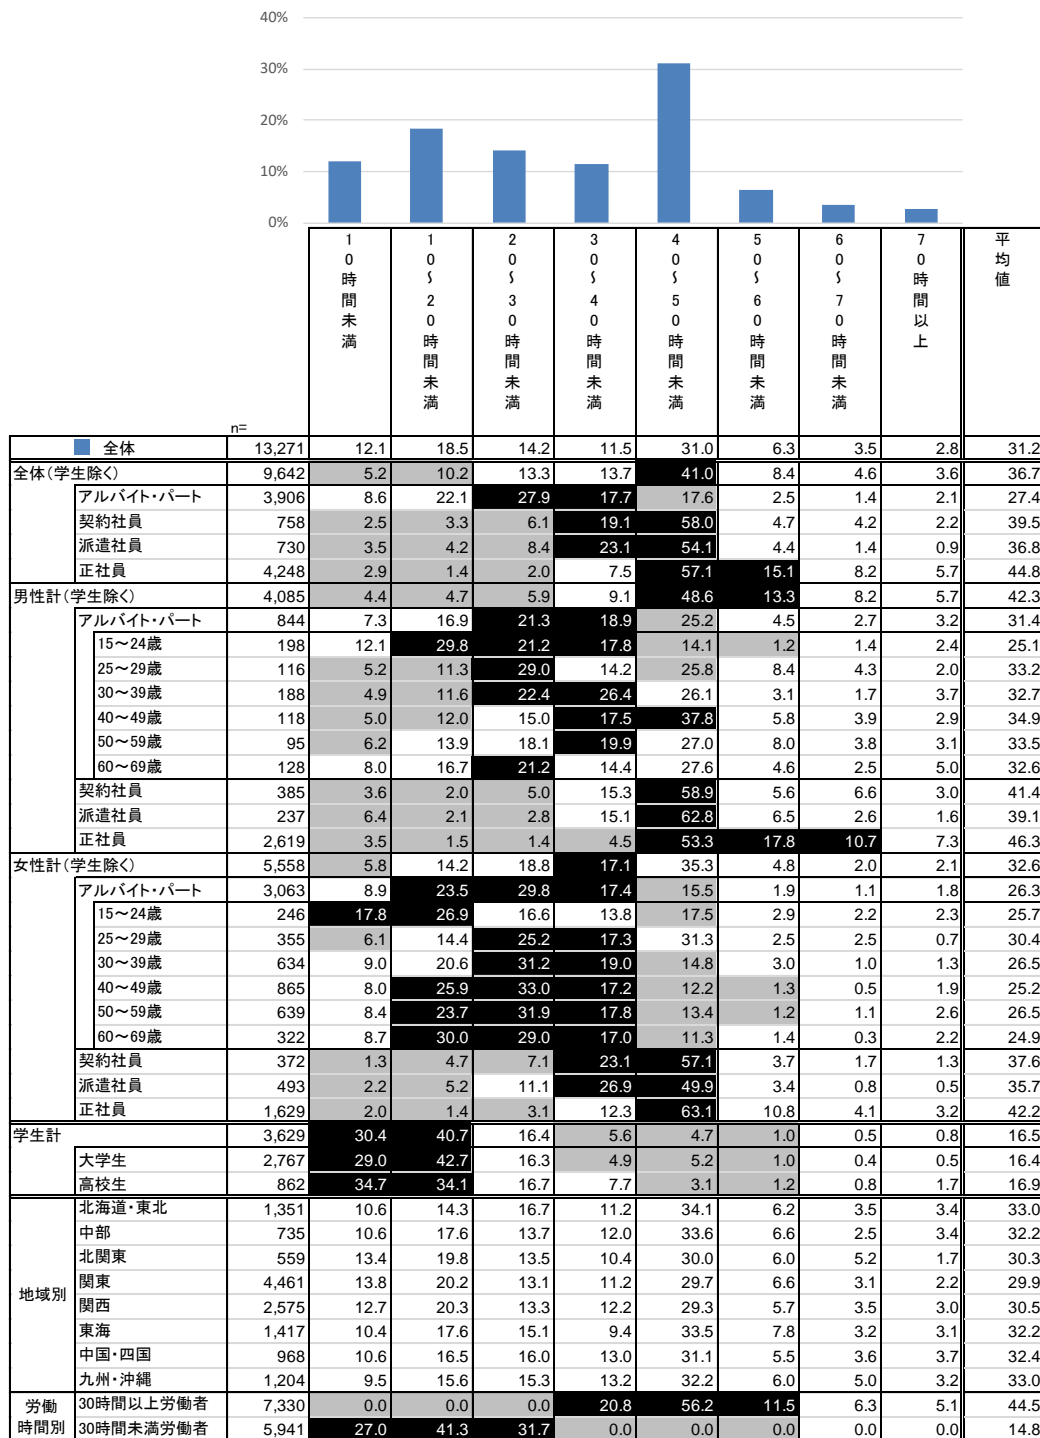 40%
30%
20%
10%
0%
n=
10時間未満
10～20時間未満
20～30時間未満
30～40時間未満
40～50時間未満
50～60時間未満
60～70時間未満
70時間以上
平均値
全体 13,271 12.1 18.5 14.2 11.5 31.0 6.3 3.5 2.8 31.2
全体(学生除く) 9,642 5.2 10.2 13.3 13.7 41.0 8.4 4.6 3.6 36.7
アルバイト・パート 3,906 8.6 22.1 27.9 17.7 17.6 2.5 1.4 2.1 27.4
契約社員 758 2.5 3.3 6.1 19.1 58.0 4.7 4.2 2.2 39.5
派遣社員 730 3.5 4.2 8.4 23.1 54.1 4.4 1.4 0.9 36.8
正社員 4,248 2.9 1.4 2.0 7.5 57.1 15.1 8.2 5.7 44.8
男性計(学生除く) 4,085 4.4 4.7 5.9 9.1 48.6 13.3 8.2 5.7 42.3
アルバイト・パート 844 7.3 16.9 21.3 18.9 25.2 4.5 2.7 3.2 31.4
15～24歳 198 12.1 29.8 21.2 17.8 14.1 1.2 1.4 2.4 25.1
25～29歳 116 5.2 11.3 29.0 14.2 25.8 8.4 4.3 2.0 33.2
30～39歳 188 4.9 11.6 22.4 26.4 26.1 3.1 1.7 3.7 32.7
40～49歳 118 5.0 12.0 15.0 17.5 37.8 5.8 3.9 2.9 34.9
50～59歳 95 6.2 13.9 18.1 19.9 27.0 8.0 3.8 3.1 33.5
60～69歳 128 8.0 16.7 21.2 14.4 27.6 4.6 2.5 5.0 32.6
契約社員 385 3.6 2.0 5.0 15.3 58.9 5.6 6.6 3.0 41.4
派遣社員 237 6.4 2.1 2.8 15.1 62.8 6.5 2.6 1.6 39.1
正社員 2,619 3.5 1.5 1.4 4.5 53.3 17.8 10.7 7.3 46.3
女性計(学生除く) 5,558 5.8 14.2 18.8 17.1 35.3 4.8 2.0 2.1 32.6
アルバイト・パート 3,063 8.9 23.5 29.8 17.4 15.5 1.9 1.1 1.8 26.3
15～24歳 246 17.8 26.9 16.6 13.8 17.5 2.9 2.2 2.3 25.7
25～29歳 355 6.1 14.4 25.2 17.3 31.3 2.5 2.5 0.7 30.4
30～39歳 634 9.0 20.6 31.2 19.0 14.8 3.0 1.0 1.3 26.5
40～49歳 865 8.0 25.9 33.0 17.2 12.2 1.3 0.5 1.9 25.2
50～59歳 639 8.4 23.7 31.9 17.8 13.4 1.2 1.1 2.6 26.5
60～69歳 322 8.7 30.0 29.0 17.0 11.3 1.4 0.3 2.2 24.9
契約社員 372 1.3 4.7 7.1 23.1 57.1 3.7 1.7 1.3 37.6
派遣社員 493 2.2 5.2 11.1 26.9 49.9 3.4 0.8 0.5 35.7
正社員 1,629 2.0 1.4 3.1 12.3 63.1 10.8 4.1 3.2 42.2
学生計 3,629 30.4 40.7 16.4 5.6 4.7 1.0 0.5 0.8 16.5
大学生 2,767 29.0 42.7 16.3 4.9 5.2 1.0 0.4 0.5 16.4
高校生 862 34.7 34.1 16.7 7.7 3.1 1.2 0.8 1.7 16.9
地域別
北海道・東北 1,351 10.6 14.3 16.7 11.2 34.1 6.2 3.5 3.4 33.0
中部 735 10.6 17.6 13.7 12.0 33.6 6.6 2.5 3.4 32.2
北関東 559 13.4 19.8 13.5 10.4 30.0 6.0 5.2 1.7 30.3
関東 4,461 13.8 20.2 13.1 11.2 29.7 6.6 3.1 2.2 29.9
関西 2,575 12.7 20.3 13.3 12.2 29.3 5.7 3.5 3.0 30.5
東海 1,417 10.4 17.6 15.1 9.4 33.5 7.8 3.2 3.1 32.2
中国・四国 968 10.6 16.5 16.0 13.0 31.1 5.5 3.6 3.7 32.4
九州・沖縄 1,204 9.5 15.6 15.3 13.2 32.2 6.0 5.0 3.2 33.0
労働
時間別
30時間以上労働者 7,330 0.0 0.0 0.0 20.8 56.2 11.5 6.3 5.1 44.5
30時間未満労働者 5,941 27.0 41.3 31.7 0.0 0.0 0.0 0.0 0.0 14.8